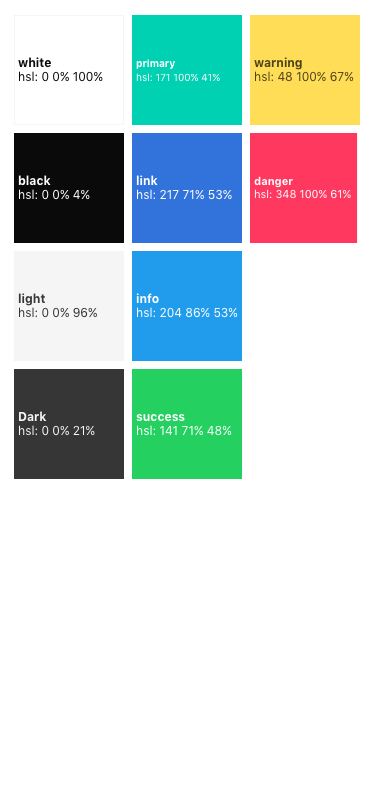 white
hsl: 0 0% 100%
primary
hsl: 171 100% 41%
warning
hsl: 48 100% 67%
black
hsl: 0 0% 4%
link
hsl: 217 71% 53%
danger
hsl: 348 100% 61%
light
hsl: 0 0% 96%
info
hsl: 204 86% 53%
Dark
hsl: 0 0% 21%
success
hsl: 141 71% 48%